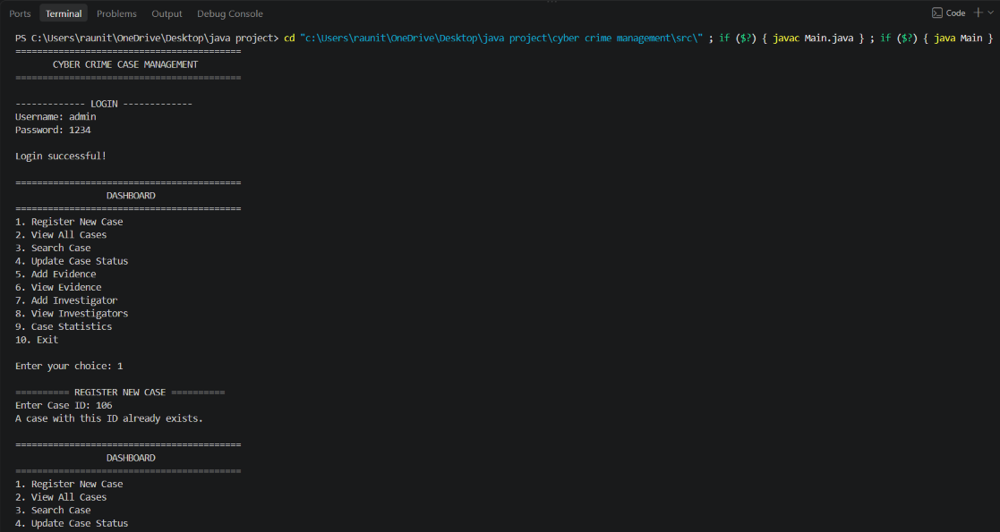 Ports Terminal Problems Output Debug Console Code
PS C:\Users\raunit\OneDrive\Desktop\java project> cd "c:\Users\raunit\OneDrive\Desktop\java project\cyber crime management\src\" ; if ($?) { javac Main.java } ; if ($?) { java Main }
==========================================
CYBER CRIME CASE MANAGEMENT
==========================================
------------- LOGIN -------------
Username: admin
Password: 1234
Login successful!
==========================================
DASHBOARD
==========================================
1. Register New Case
2. View All Cases
3. Search Case
4. Update Case Status
5. Add Evidence
6. View Evidence
7. Add Investigator
8. View Investigators
9. Case Statistics
10. Exit
Enter your choice: 1
========== REGISTER NEW CASE ==========
Enter Case ID: 106
A case with this ID already exists.
==========================================
DASHBOARD
==========================================
1. Register New Case
2. View All Cases
3. Search Case
4. Update Case Status